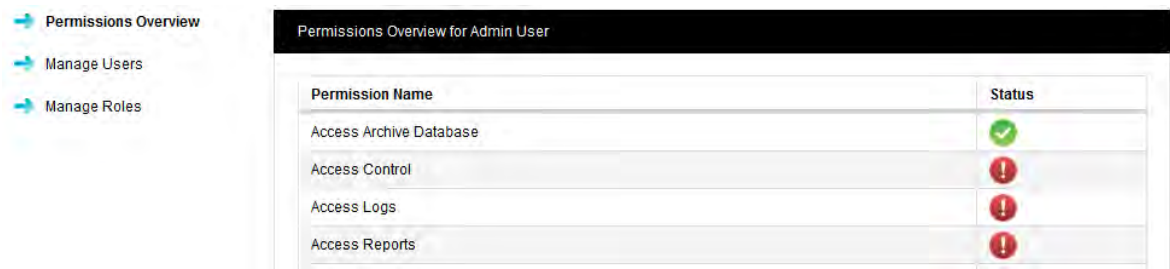 Permissions Overview
Manage Users
Manage Roles
Permissions Overview for Admin User
Permission Name Status
Access Archive Database
Access Control
Access Logs
Access Reports